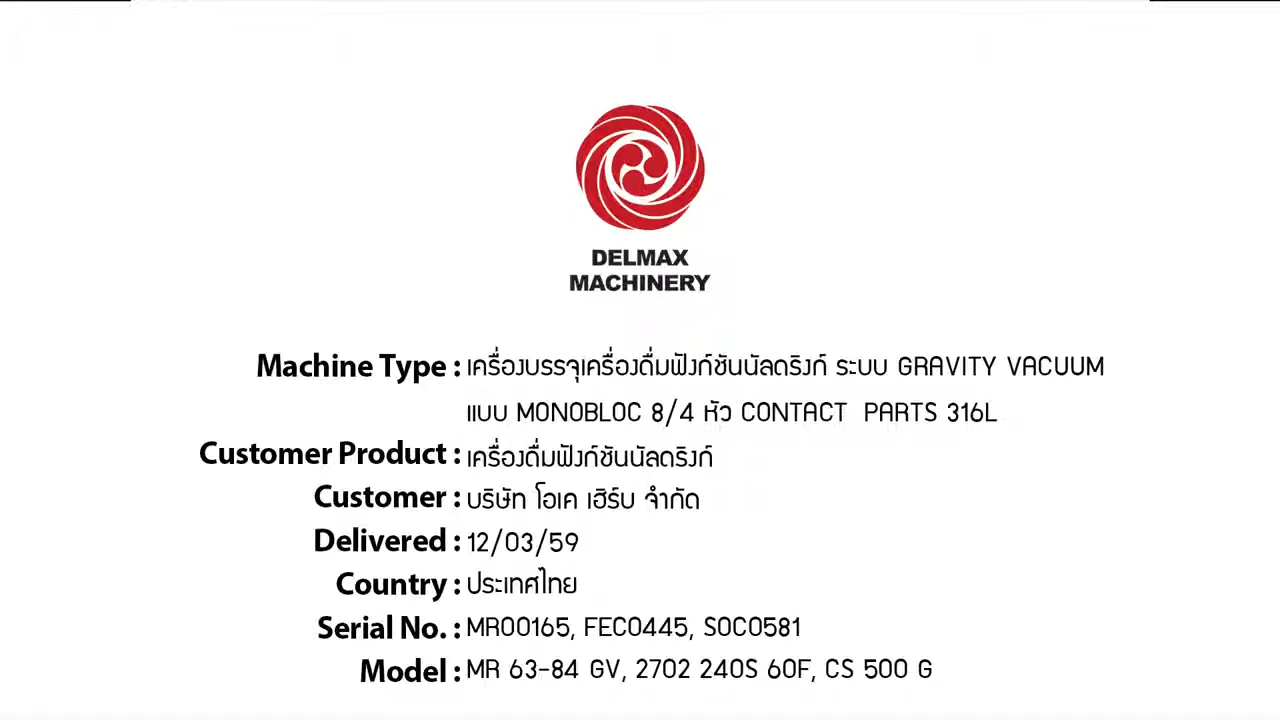 DELMAX
MACHINERY
Machine Type : เครื่องบรรจุเครื่องดื่มฟังก์ชันนัลดริงก์ ระบบ GRAVITY VACUUM
แบบ MONOBLOC 8/4 หัว CONTACT PARTS 316L
Customer Product : เครื่องดื่มฟังก์ชันนัลดริงก์
Customer : บริษัท โอเค เฮิร์บ จำกัด
Delivered : 12/03/59
Country : ประเทศไทย
Serial No. : MR00165, FEC0445, SOC0581
Model : MR 63-84 GV, 2702 240S 60F, CS 500 G